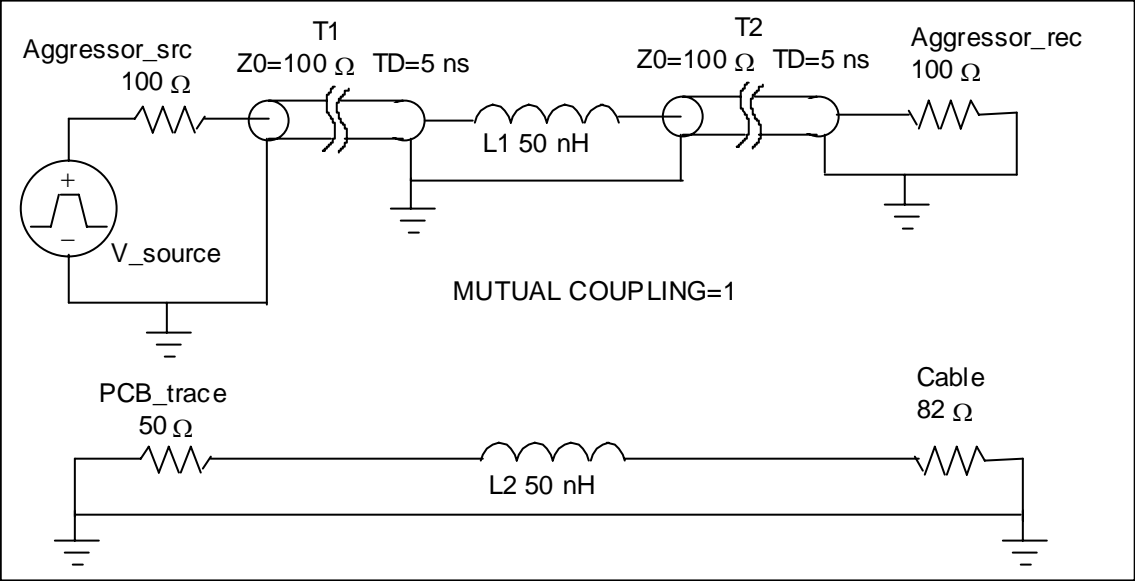 Aggressor_src
100 Ω
T1
Z0=100 Ω TD=5 ns
T2
Z0=100 Ω TD=5 ns
Aggressor_rec
100 Ω
L1 50 nH
+
−
V_source
MUTUAL COUPLING=1
PCB_trace
50 Ω
Cable
82 Ω
L2 50 nH